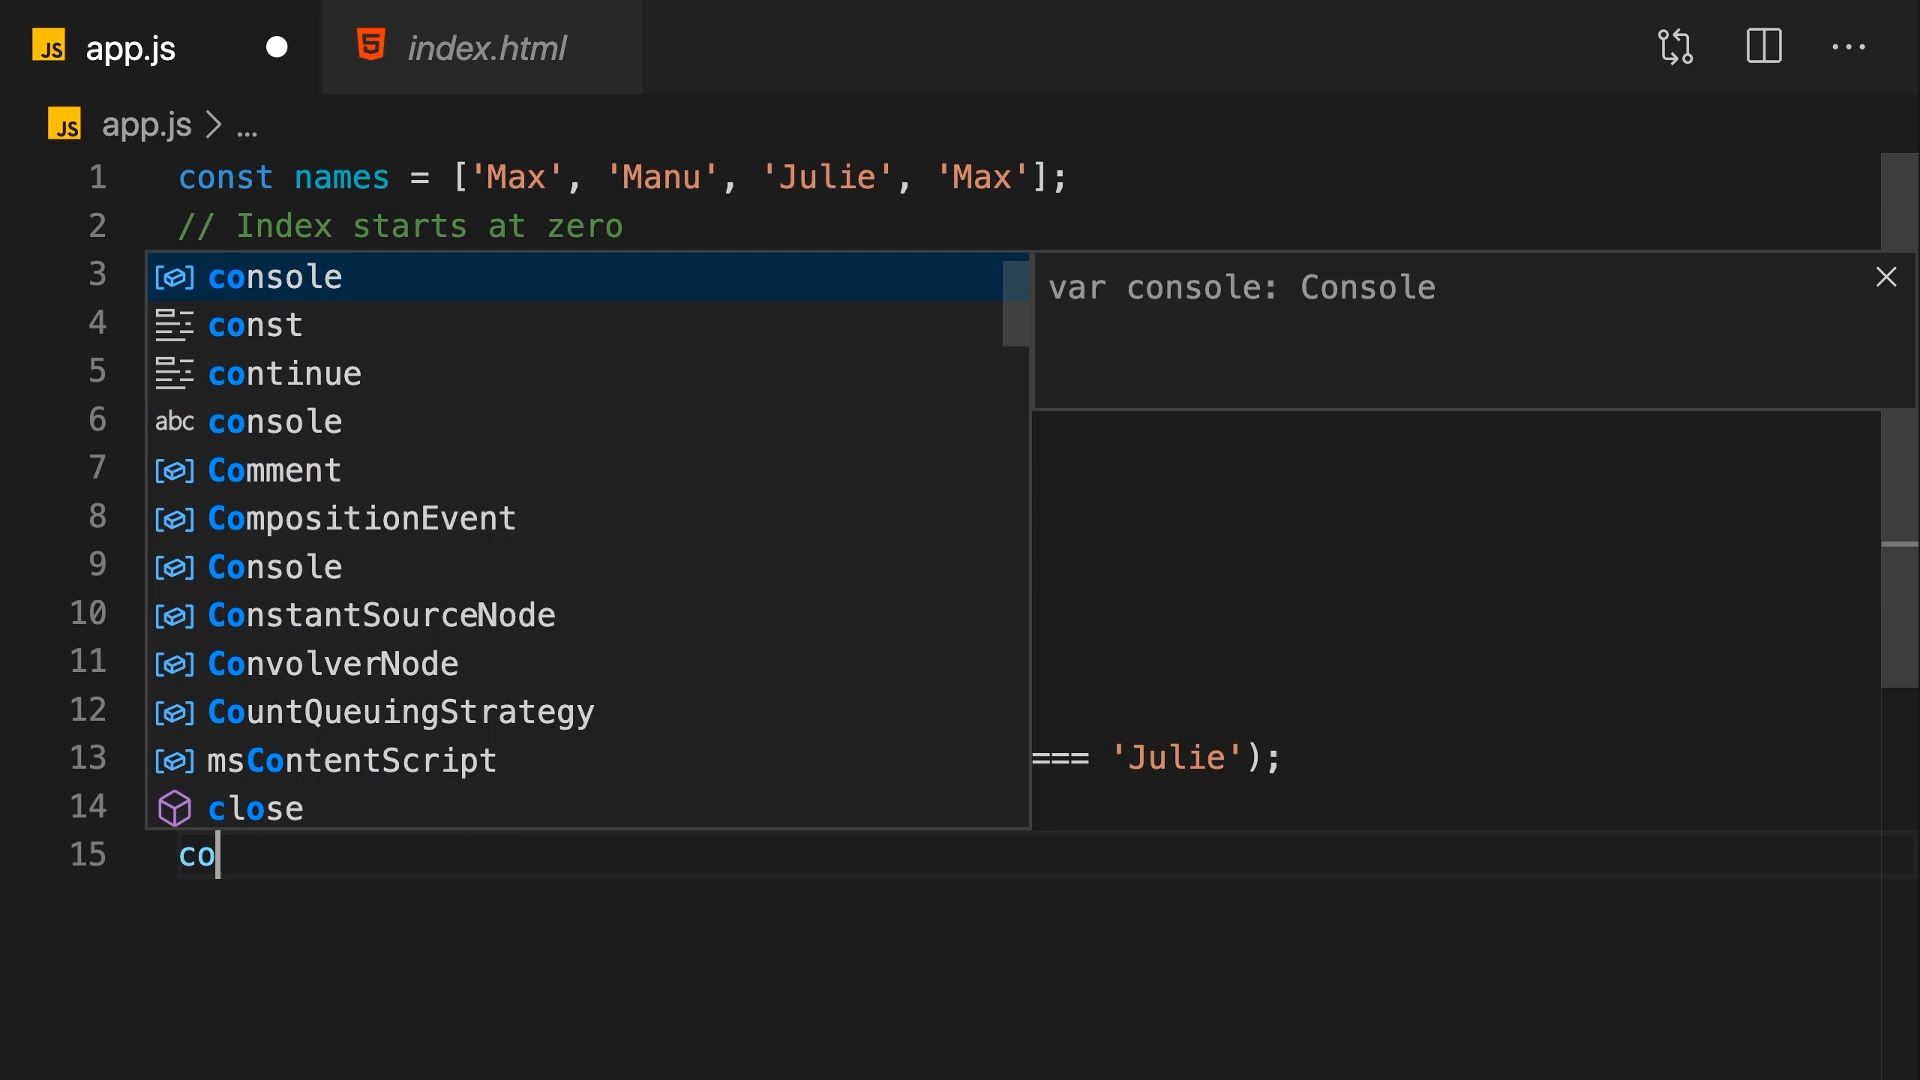 JS app.js index.html
JS app.js > ...
1 const names = ['Max', 'Manu', 'Julie', 'Max'];
2 // Index starts at zero
3 console var console: Console
4 const
5 continue
6 abc console
7 Comment
8 CompositionEvent
9 Console
10 ConstantSourceNode
11 ConvolverNode
12 CountQueuingStrategy
13 msContentScript === 'Julie');
14 close
15 co